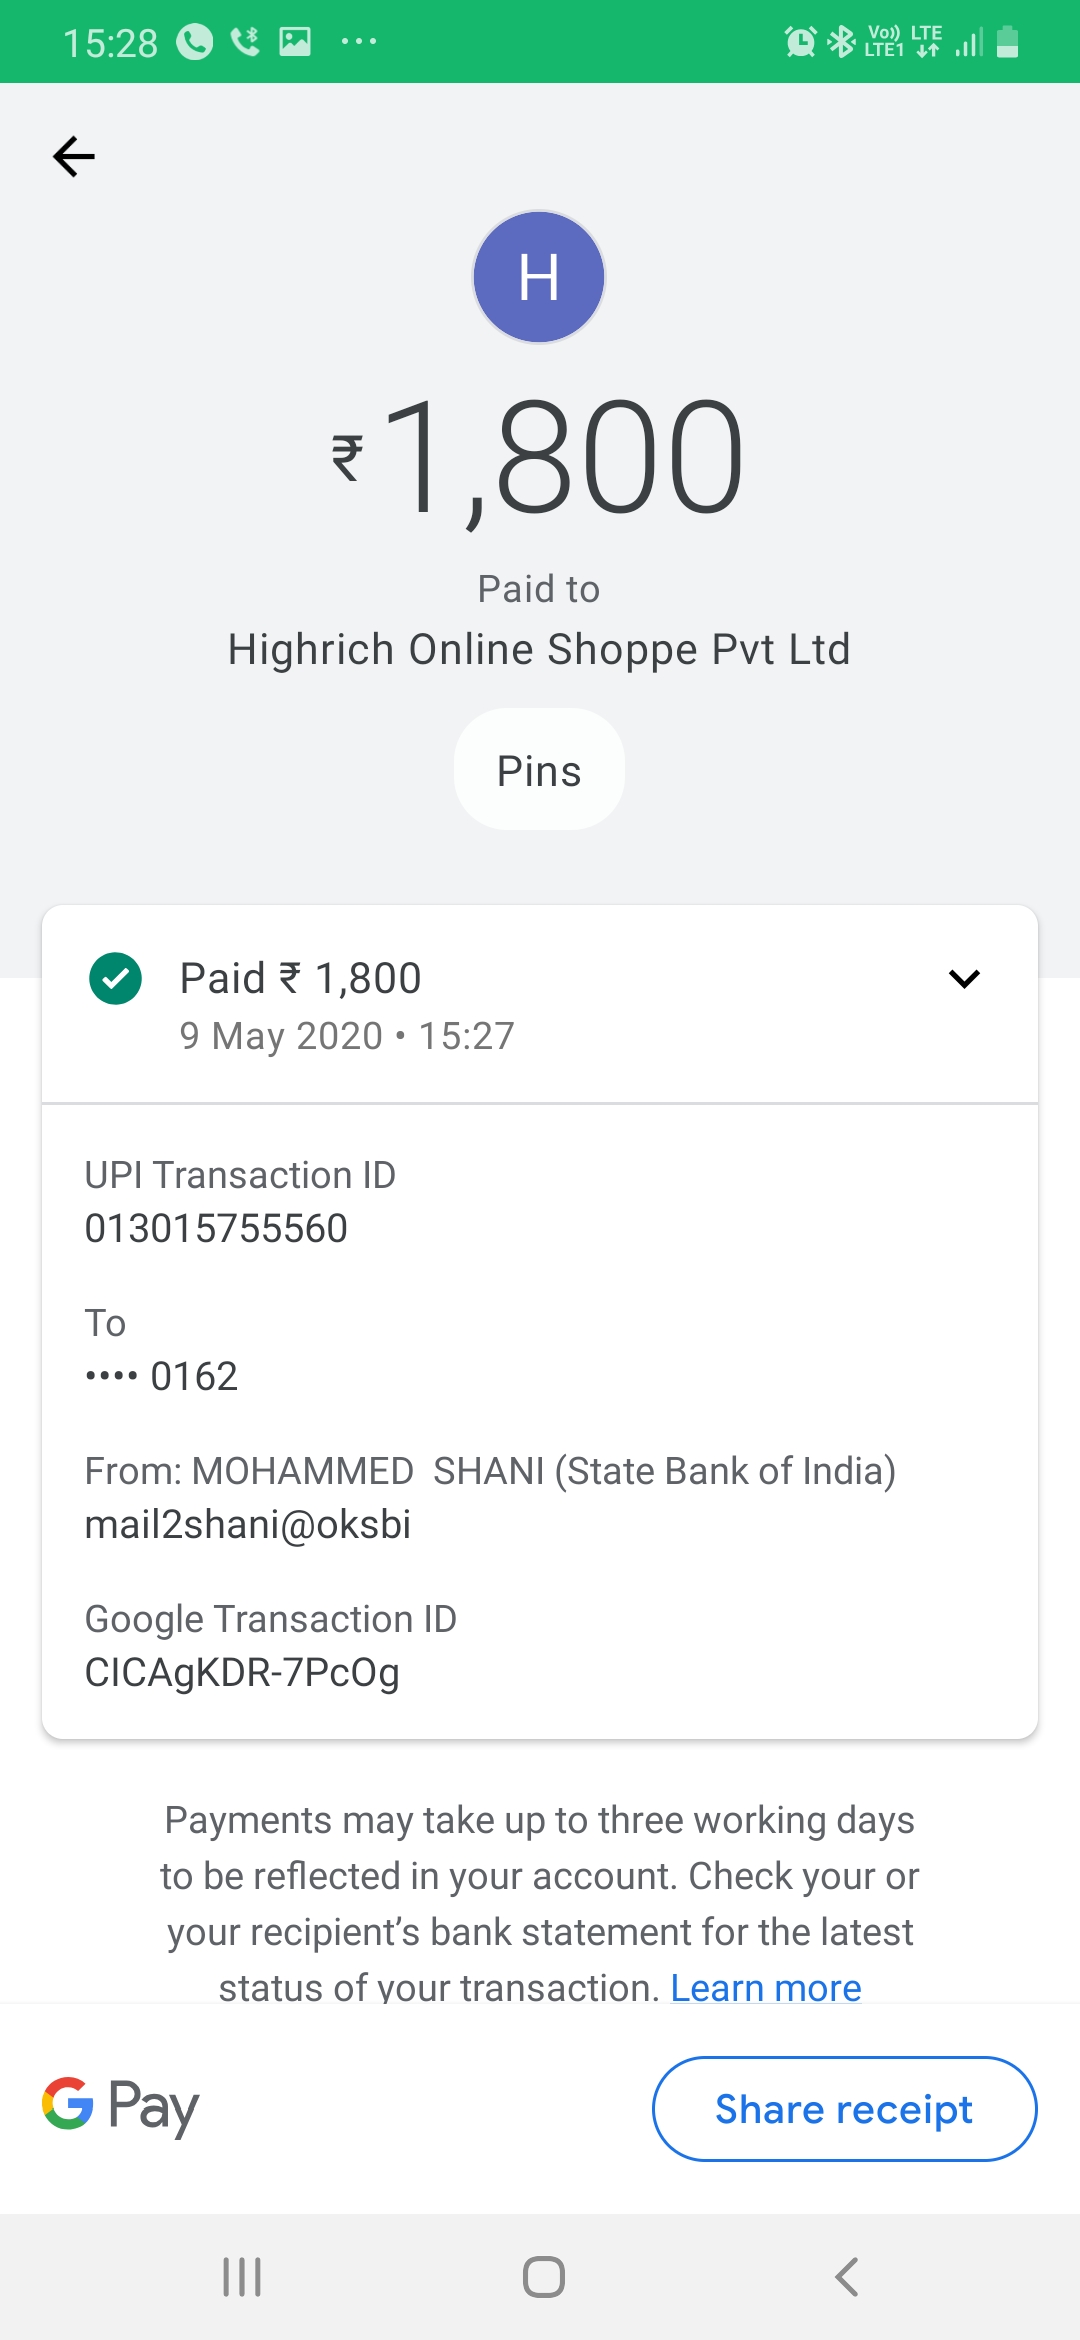 15:28
Vo)) LTE
LTE1
H
₹1,800
Paid to
Highrich Online Shoppe Pvt Ltd
Pins
Paid ₹ 1,800
9 May 2020 • 15:27
UPI Transaction ID
013015755560
To
•••• 0162
From: MOHAMMED  SHANI (State Bank of India)
mail2shani@oksbi
Google Transaction ID
CICAgKDR-7PcOg
Payments may take up to three working days
to be reflected in your account. Check your or
your recipient’s bank statement for the latest
status of your transaction. Learn more
G Pay
Share receipt